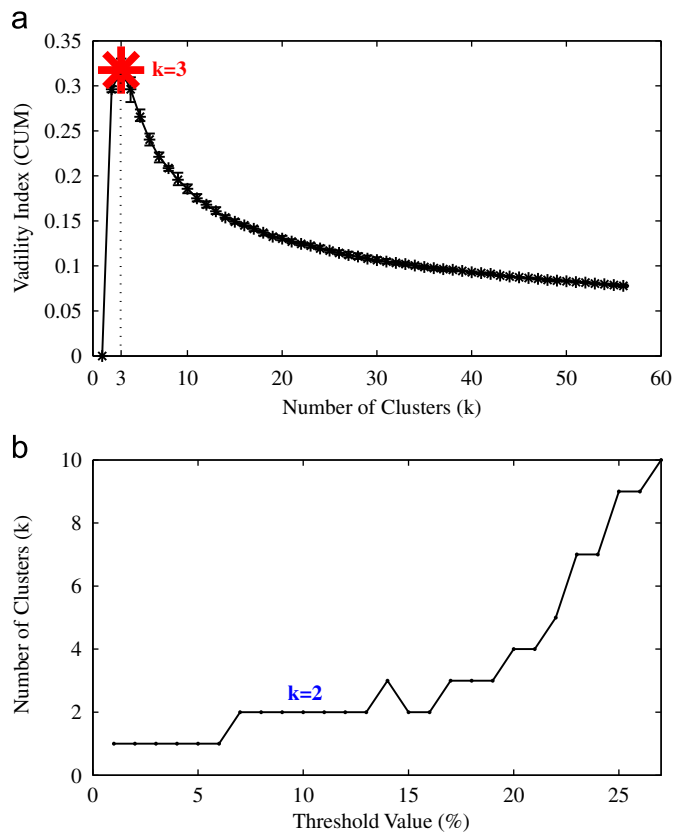 a
0.35
0.3
0.25
0.2
0.15
0.1
0.05
0
k=3
Vadility Index (CUM)
0 3 10 20 30 40 50 60
Number of Clusters (k)
b
10
8
6
4
2
0
k=2
Number of Clusters (k)
0 5 10 15 20 25
Threshold Value (%)